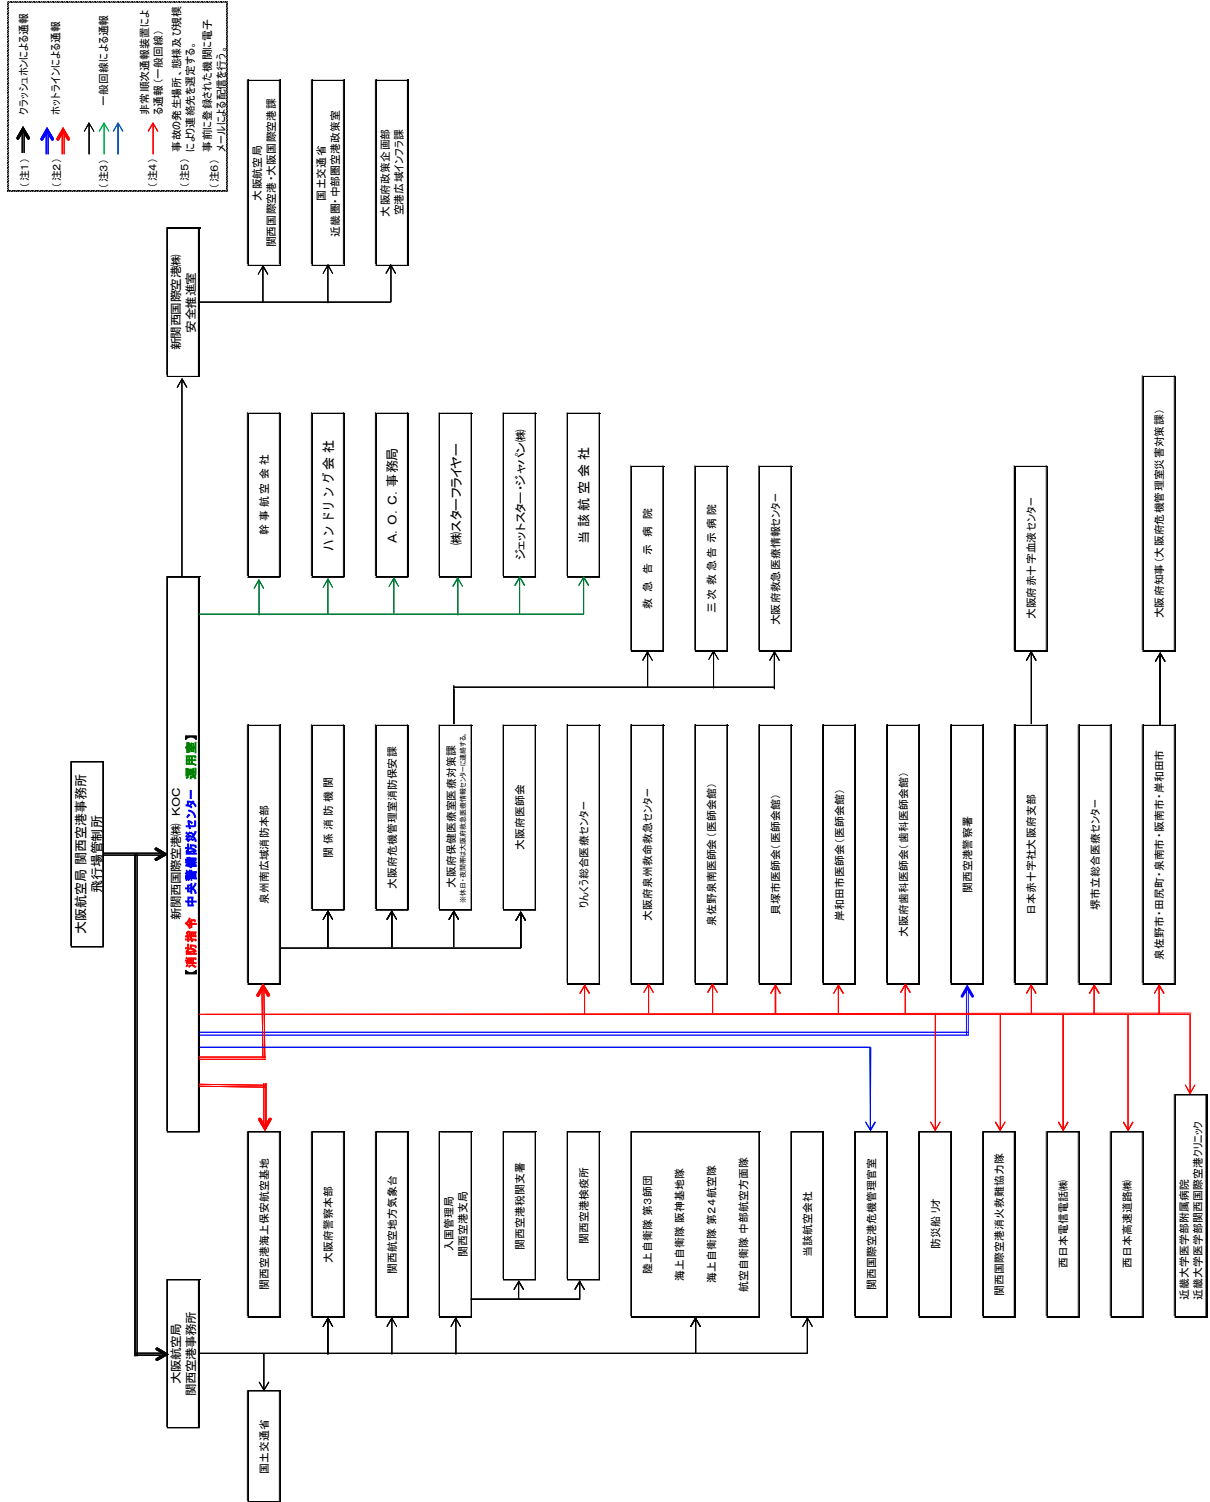 （注1） クラッシュホンによる通報
（注2） ホットラインによる通報
（注3） 一般回線による通報
（注4） 非常順次通報装置によ
る通報（一般回線）
（注5） 事故の発生場所、態様及び規模
により連絡先を選定する。
（注6） 事前に登録された機関に電子
メールによる配信を行う。
大阪航空局 関西空港事務所
飛行場管制所
大阪航空局
関西空港事務所
新関西国際空港㈱ KOC
【消防指令 中央警備防災センター 運用室】
新関西国際空港㈱
安全推進室
国土交通省
関西空港海上保安航空基地
大阪府警察本部
関西航空地方気象台
入国管理局
関西空港支局
関西空港税関支署
関西空港検疫所
陸上自衛隊 第3師団
海上自衛隊 阪神基地隊
海上自衛隊 第24航空隊
航空自衛隊 中部航空方面隊
当該航空会社
関西国際空港危機管理官室
防災船 リオ
関西国際空港消火救難協力隊
西日本電信電話㈱
西日本高速道路㈱
近畿大学医学部附属病院
近畿大学医学部関西国際空港クリニック
泉州南広域消防本部
関係消防機関
大阪府危機管理室消防保安課
大阪府保健医療室医療対策課
※休日・夜間帯は大阪府救急医療情報センターに連絡する。
大阪府医師会
りんくう総合医療センター
大阪府泉州救命救急センター
泉佐野泉南医師会（医師会館）
貝塚市医師会（医師会館）
岸和田市医師会（医師会館）
大阪府歯科医師会（歯科医師会館）
関西空港警察署
日本赤十字社大阪府支部
堺市立総合医療センター
泉佐野市・田尻町・泉南市・阪南市・岸和田市
幹事航空会社
ハンドリング会社
A．O．C．事務局
㈱スターフライヤー
ジェットスター・ジャパン㈱
当該航空会社
救急告示病院
三次救急告示病院
大阪府救急医療情報センター
大阪府赤十字血液センター
大阪府知事（大阪府危機管理室災害対策課）
大阪航空局
関西国際空港・大阪国際空港課
国土交通省
近畿圏・中部圏空港政策室
大阪府政策企画部
空港広域インフラ課